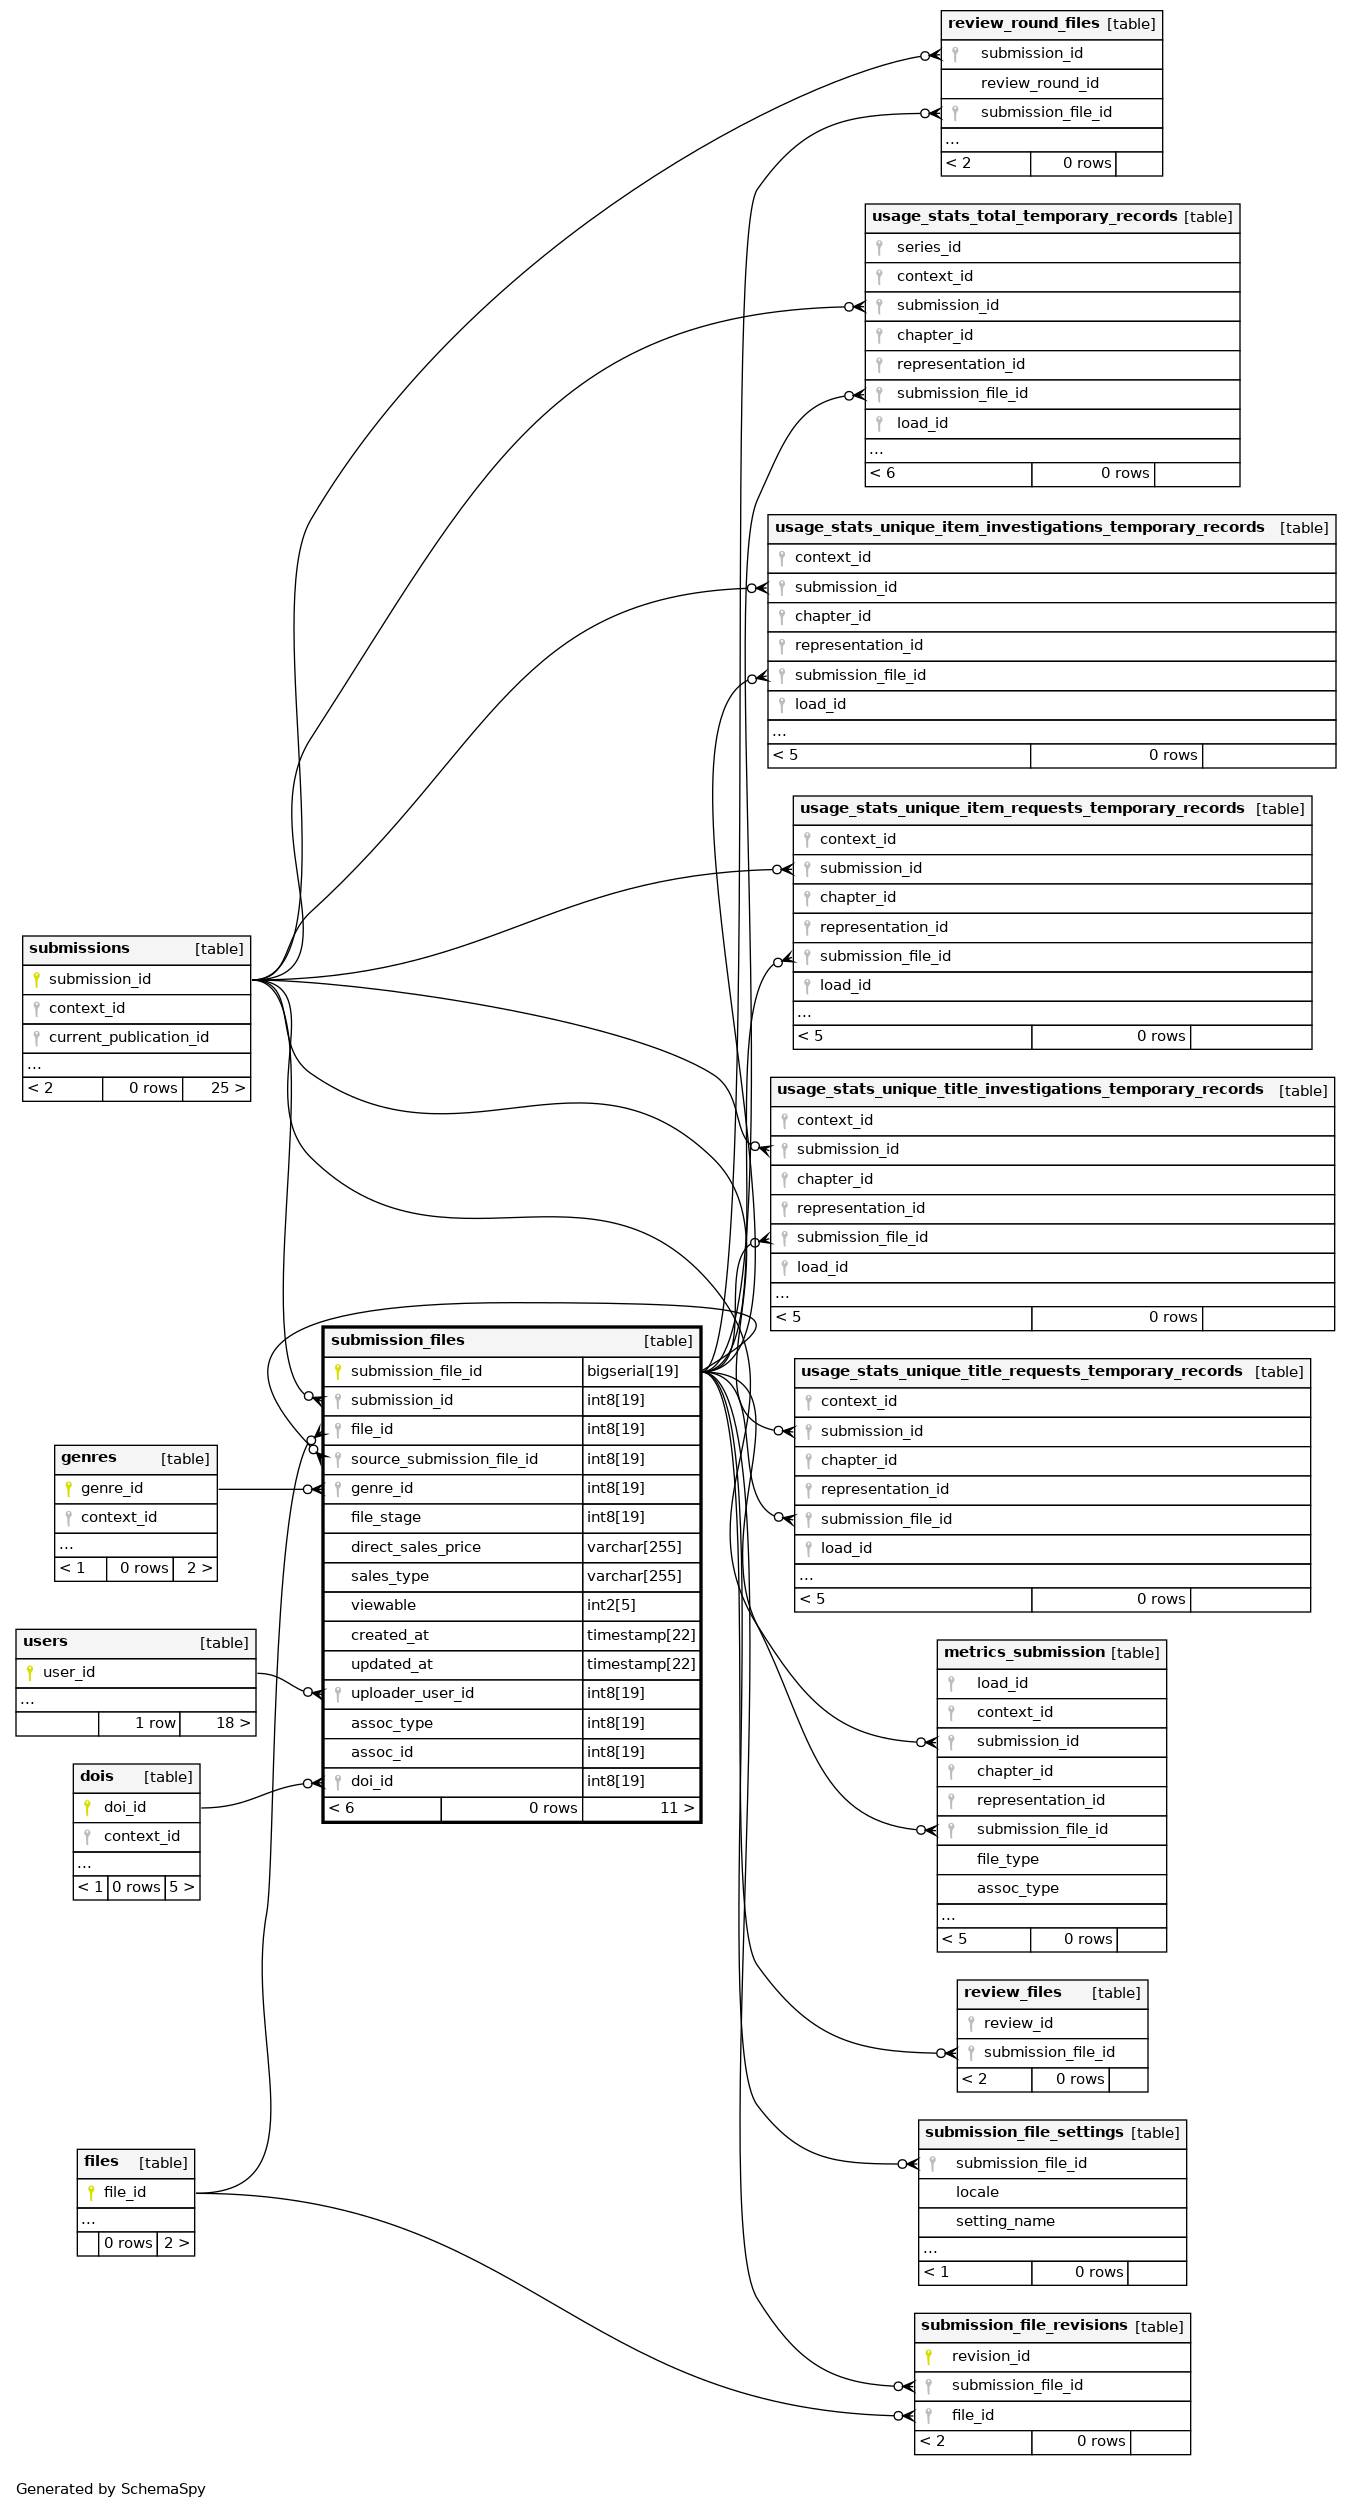 review_round_files [table]
submission_id
review_round_id
submission_file_id
...
< 2 0 rows
usage_stats_total_temporary_records [table]
series_id
context_id
submission_id
chapter_id
representation_id
submission_file_id
load_id
...
< 6 0 rows
usage_stats_unique_item_investigations_temporary_records [table]
context_id
submission_id
chapter_id
representation_id
submission_file_id
load_id
...
< 5 0 rows
usage_stats_unique_item_requests_temporary_records [table]
context_id
submission_id
chapter_id
representation_id
submission_file_id
load_id
...
< 5 0 rows
submissions [table]
submission_id
context_id
current_publication_id
...
< 2 0 rows 25 >
usage_stats_unique_title_investigations_temporary_records [table]
context_id
submission_id
chapter_id
representation_id
submission_file_id
load_id
...
< 5 0 rows
submission_files [table]
submission_file_id bigserial[19]
submission_id int8[19]
file_id int8[19]
source_submission_file_id int8[19]
genre_id int8[19]
file_stage int8[19]
direct_sales_price varchar[255]
sales_type varchar[255]
viewable int2[5]
created_at timestamp[22]
updated_at timestamp[22]
uploader_user_id int8[19]
assoc_type int8[19]
assoc_id int8[19]
doi_id int8[19]
< 6 0 rows 11 >
usage_stats_unique_title_requests_temporary_records [table]
context_id
submission_id
chapter_id
representation_id
submission_file_id
load_id
...
< 5 0 rows
genres [table]
genre_id
context_id
...
< 1 0 rows 2 >
users [table]
user_id
...
1 row 18 >
metrics_submission [table]
load_id
context_id
submission_id
chapter_id
representation_id
submission_file_id
file_type
assoc_type
...
< 5 0 rows
dois [table]
doi_id
context_id
...
< 1 0 rows 5 >
review_files [table]
review_id
submission_file_id
< 2 0 rows
submission_file_settings [table]
submission_file_id
locale
setting_name
...
< 1 0 rows
files [table]
file_id
...
0 rows 2 >
submission_file_revisions [table]
revision_id
submission_file_id
file_id
< 2 0 rows
Generated by SchemaSpy